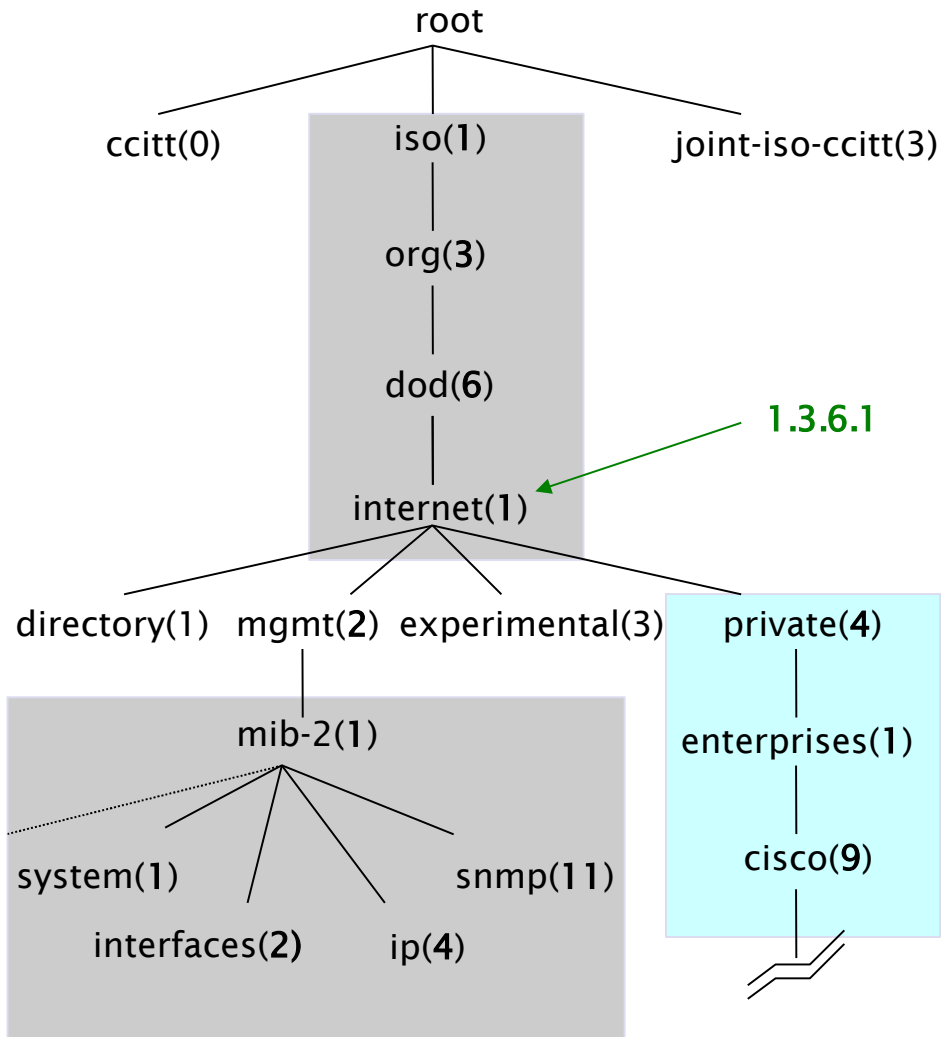 root
ccitt(0)
iso(1)
joint-iso-ccitt(3)
org(3)
dod(6)
1.3.6.1
internet(1)
directory(1)
mgmt(2)
experimental(3)
private(4)
mib-2(1)
enterprises(1)
cisco(9)
system(1)
snmp(11)
interfaces(2)
ip(4)